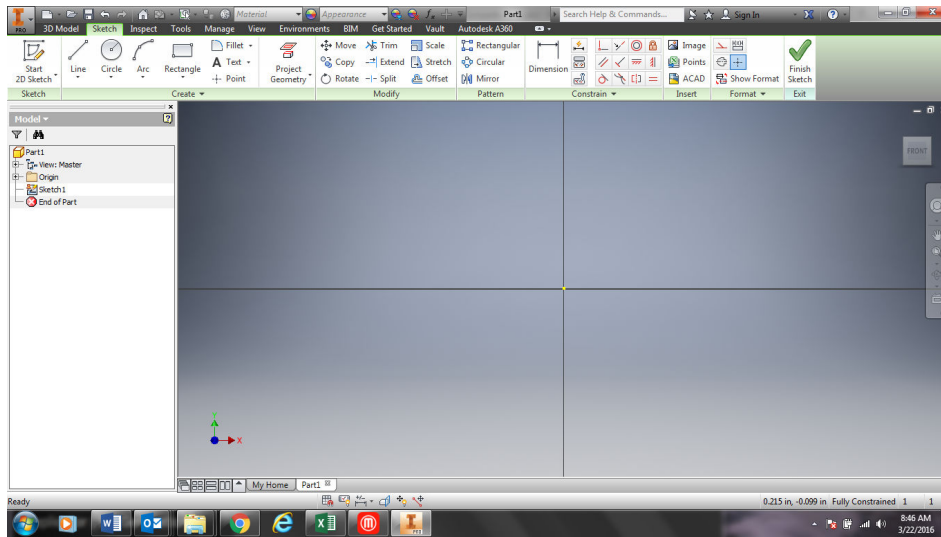 Material Appearance Part1 Search Help & Commands... Sign In
PRO 3D Model Sketch Inspect Tools Manage View Environments BIM Get Started Vault Autodesk A360
Start
2D Sketch
Line
Circle
Arc
Rectangle
Fillet
Text
Point
Project
Geometry
Move
Copy
Rotate
Trim
Extend
Split
Scale
Stretch
Offset
Rectangular
Circular
Mirror
Dimension
Image
Points
ACAD
Show Format
Finish
Sketch
Sketch Create Modify Pattern Constrain Insert Format Exit
Model
Part1
View: Master
Origin
Sketch1
End of Part
FRONT
Y
X
My Home Part1
Ready 0.215 in, -0.099 in Fully Constrained 1 1
8:46 AM
3/22/2016